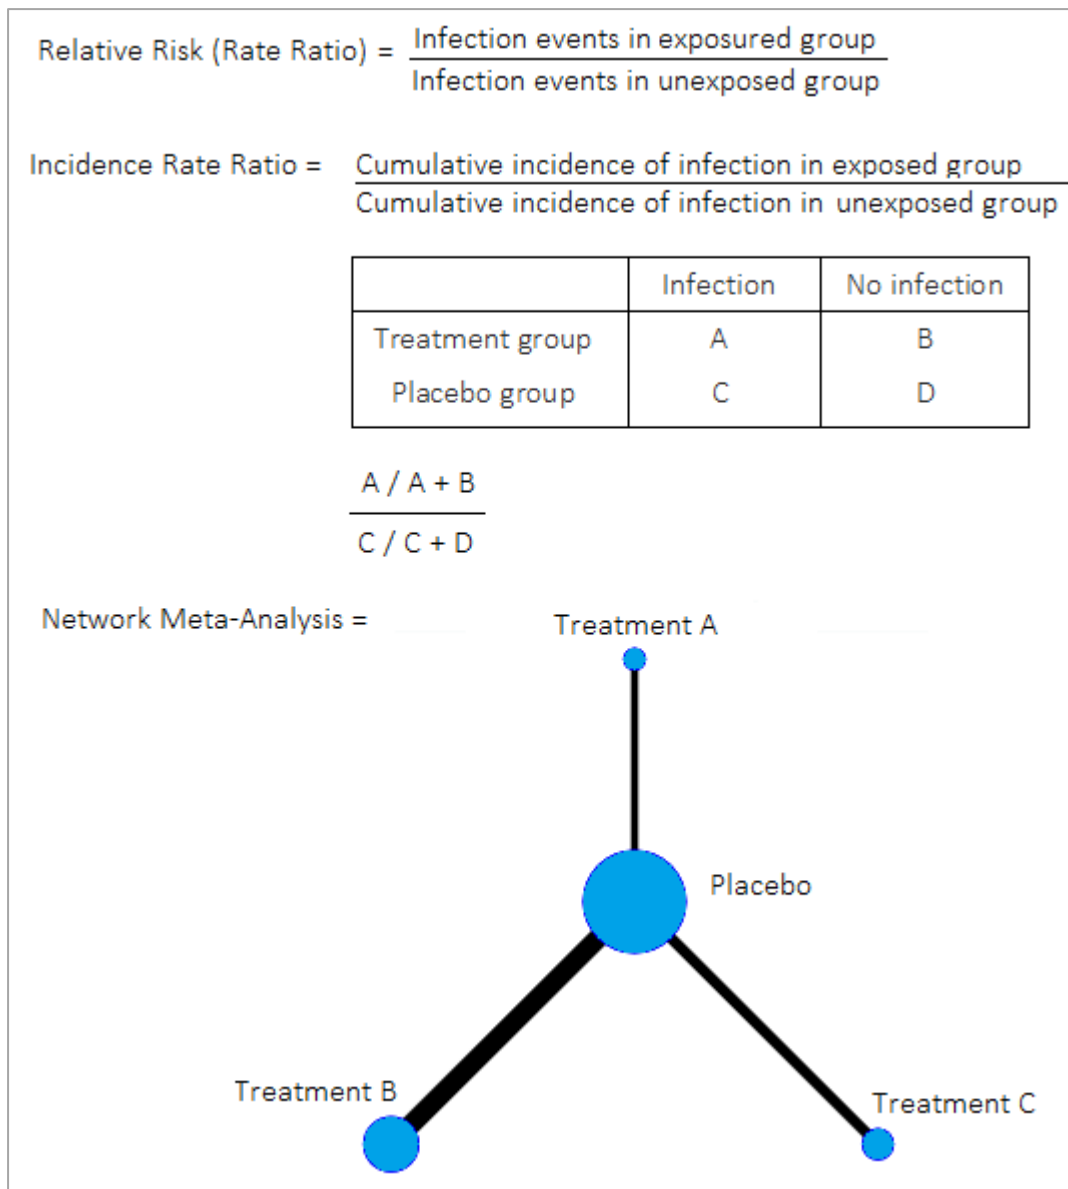 Relative Risk (Rate Ratio) = Infection events in exposured group
Infection events in unexposed group
Incidence Rate Ratio = Cumulative incidence of infection in exposed group
Cumulative incidence of infection in unexposed group
Infection No infection
Treatment group A B
Placebo group C D
A / A + B
C / C + D
Network Meta-Analysis =
Treatment A
Placebo
Treatment B
Treatment C